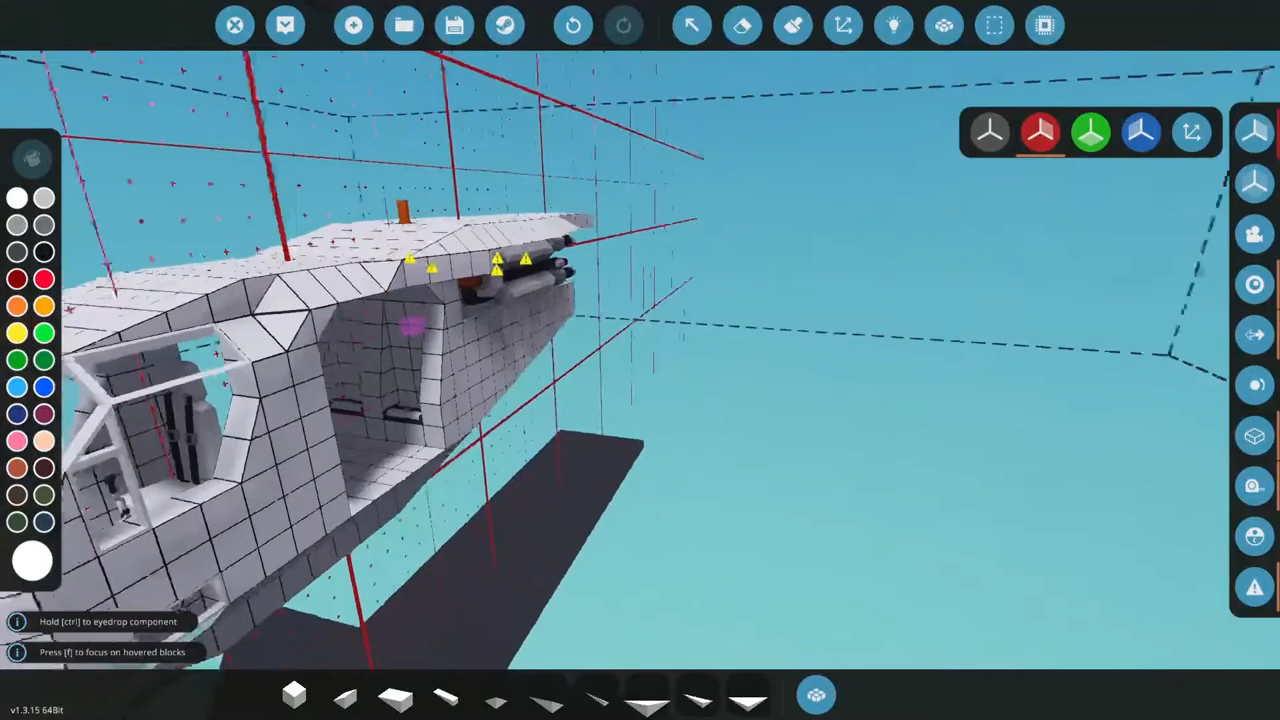 Hold [ctrl] to eyedrop component
Press [f] to focus on hovered blocks
v1.3.15 64Bit